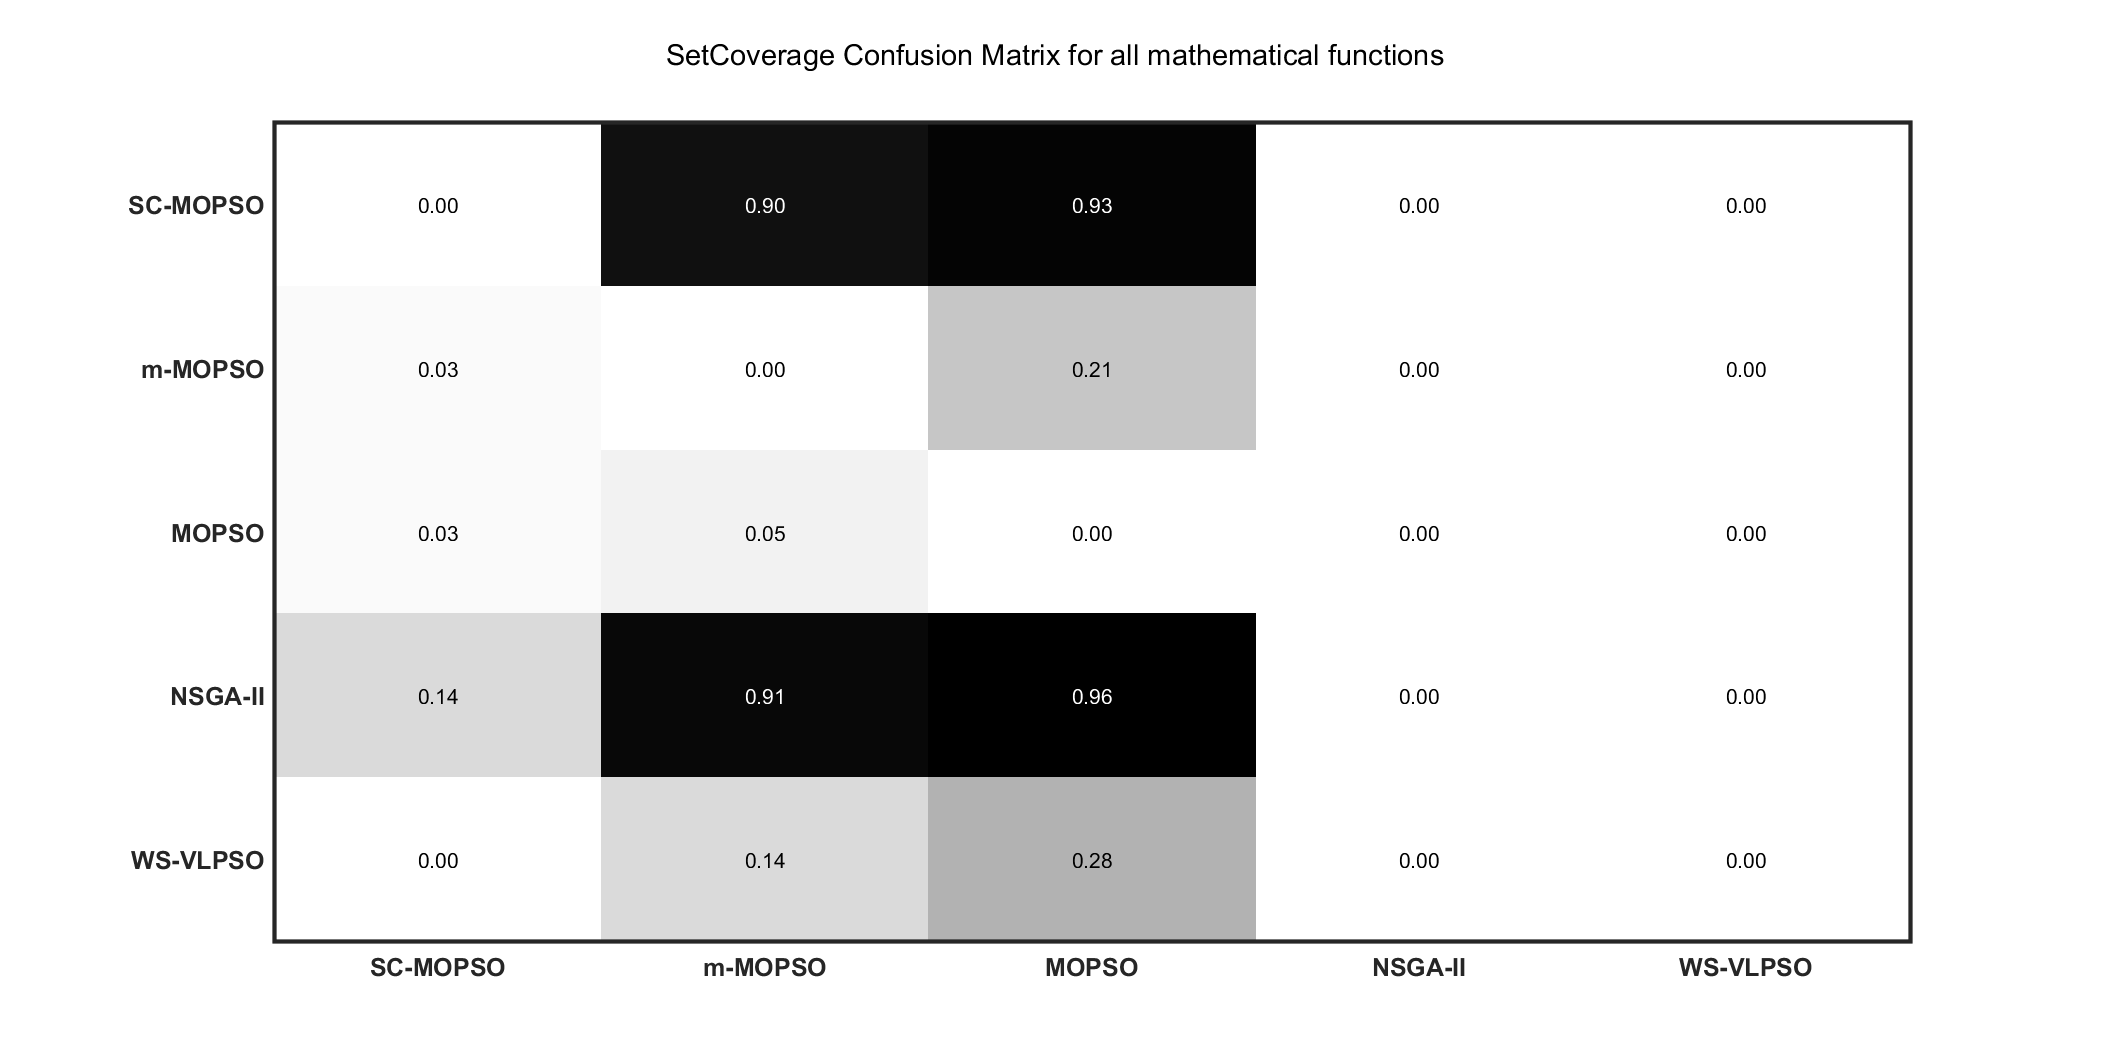 SetCoverage Confusion Matrix for all mathematical functions
SC-MOPSO 0.00 0.90 0.93 0.00 0.00
m-MOPSO 0.03 0.00 0.21 0.00 0.00
MOPSO 0.03 0.05 0.00 0.00 0.00
NSGA-II 0.14 0.91 0.96 0.00 0.00
WS-VLPSO 0.00 0.14 0.28 0.00 0.00
SC-MOPSO m-MOPSO MOPSO NSGA-II WS-VLPSO